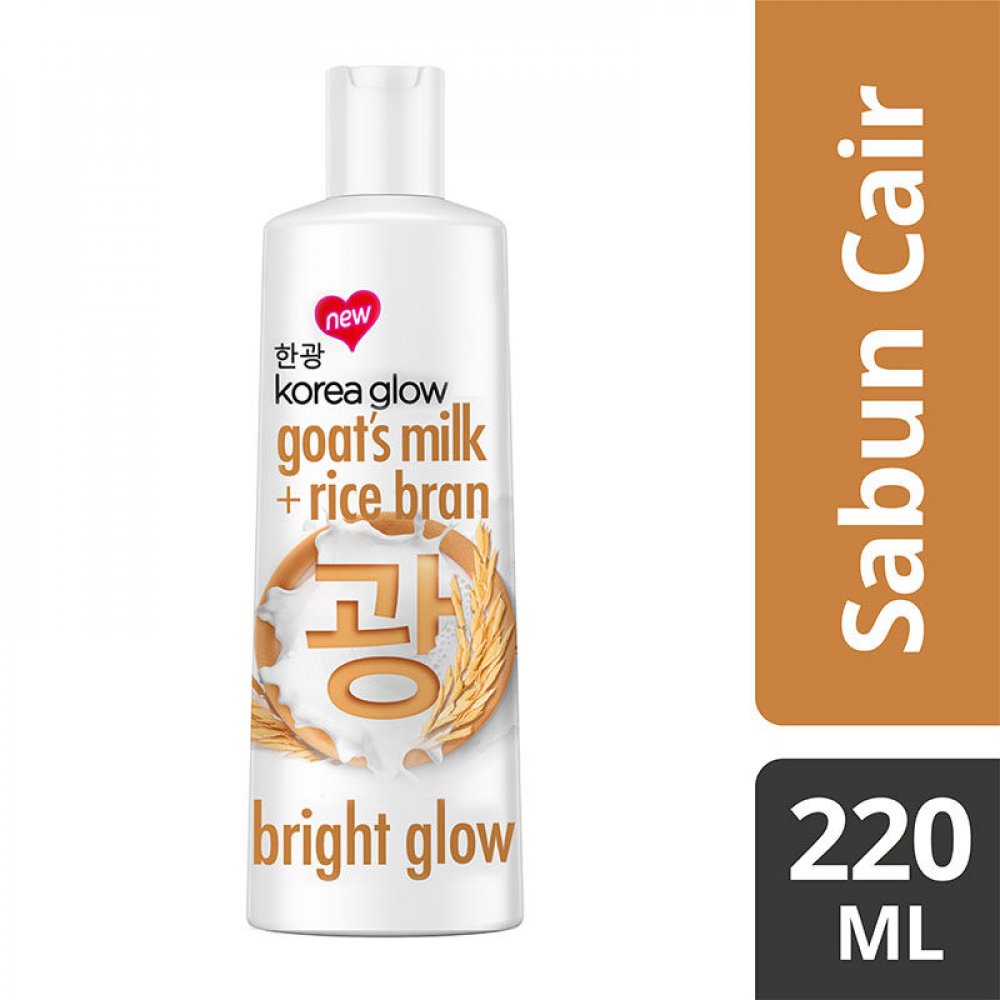 new
한광
korea glow
goat's milk
+ rice bran
광
bright glow
Sabun Cair
220
ML